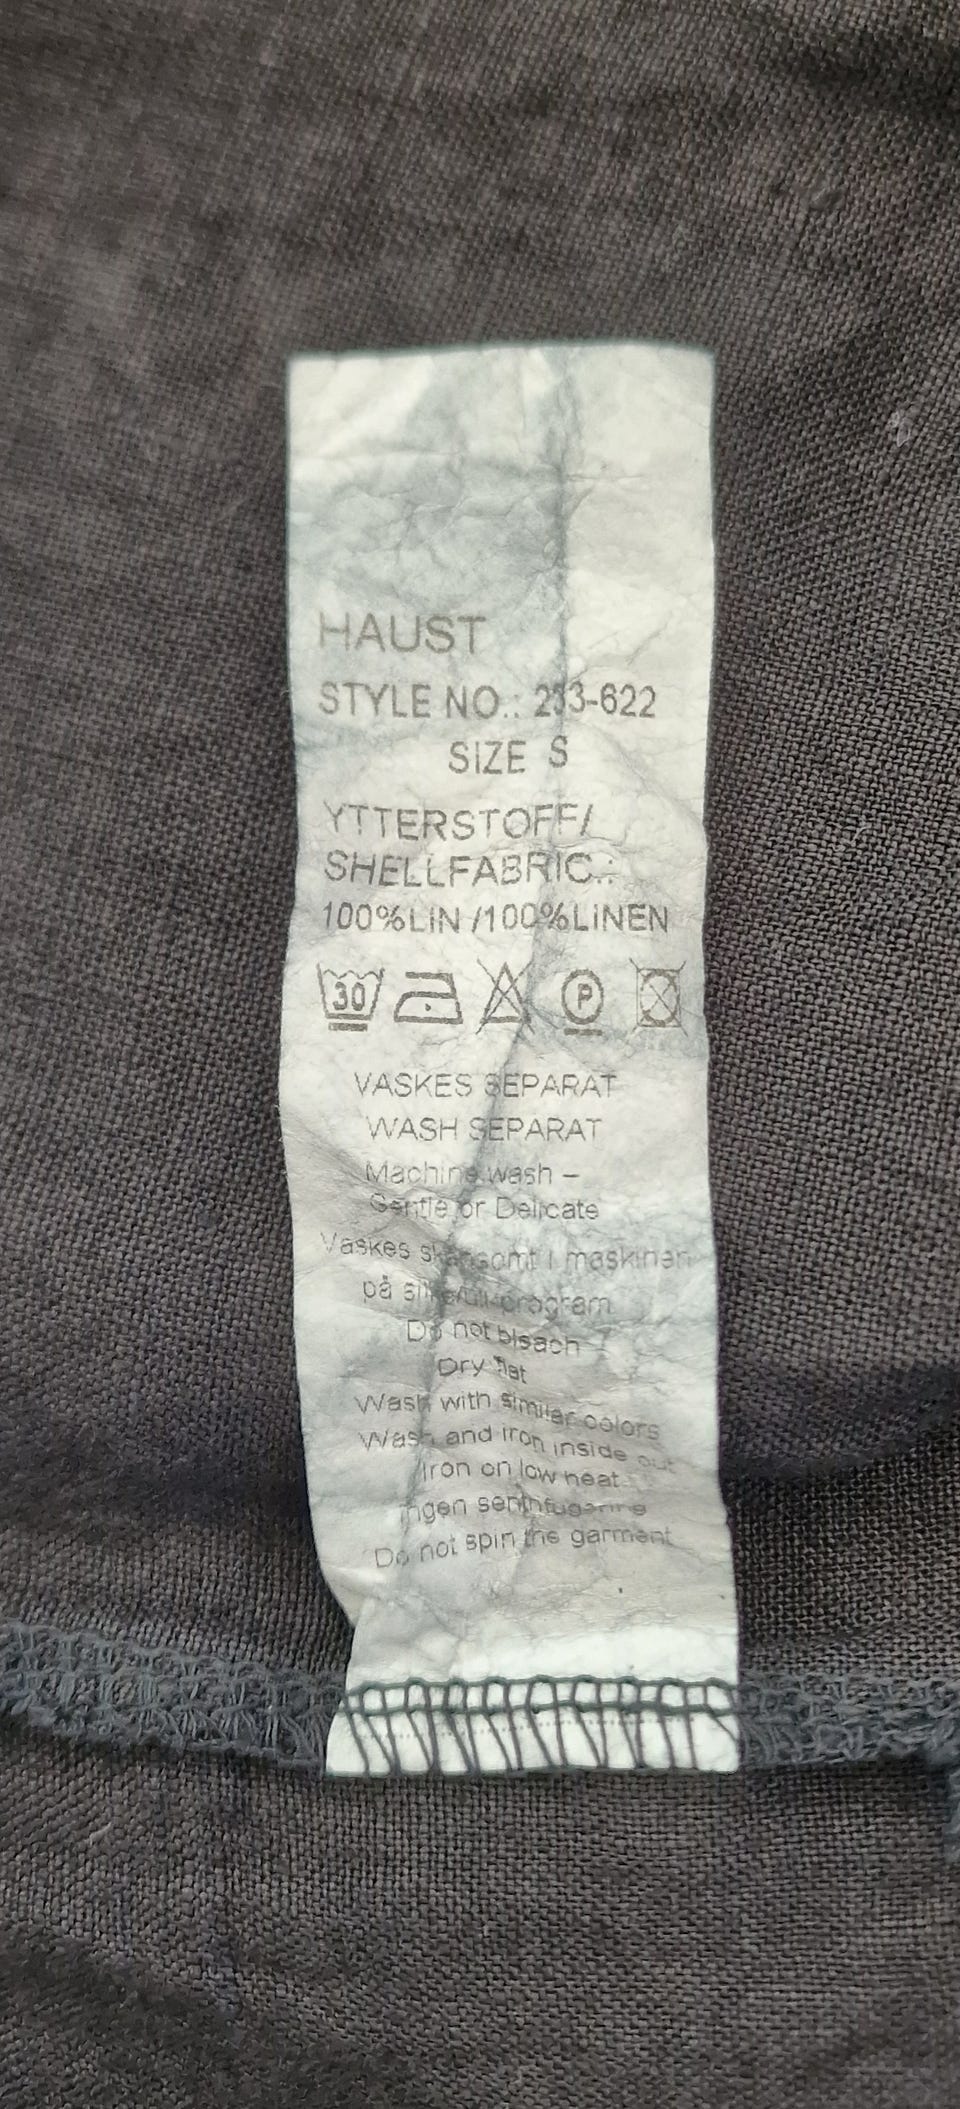 HAUST
STYLE NO.: 233-622
SIZE S
YTTERSTOFF/
SHELLFABRIC.:
100%LIN /100%LINEN
30 P
VASKES SEPARAT
WASH SEPARAT
Machine wash –
Gentle or Delicate
Vaskes skånsomt i maskinen
på silke/ull-program
Do not bleach
Dry flat
Wash with similar colors
Wash and iron inside out
Iron on low heat
Ingen sentrifugering
Do not spin the garment